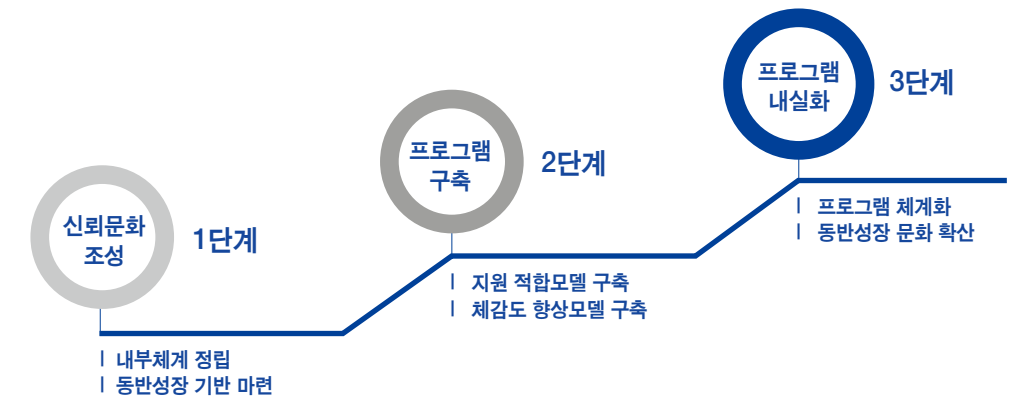 신뢰문화
조성
1단계
| 내부체계 정립
| 동반성장 기반 마련
프로그램
구축
2단계
| 지원 적합모델 구축
| 체감도 향상모델 구축
프로그램
내실화
3단계
| 프로그램 체계화
| 동반성장 문화 확산